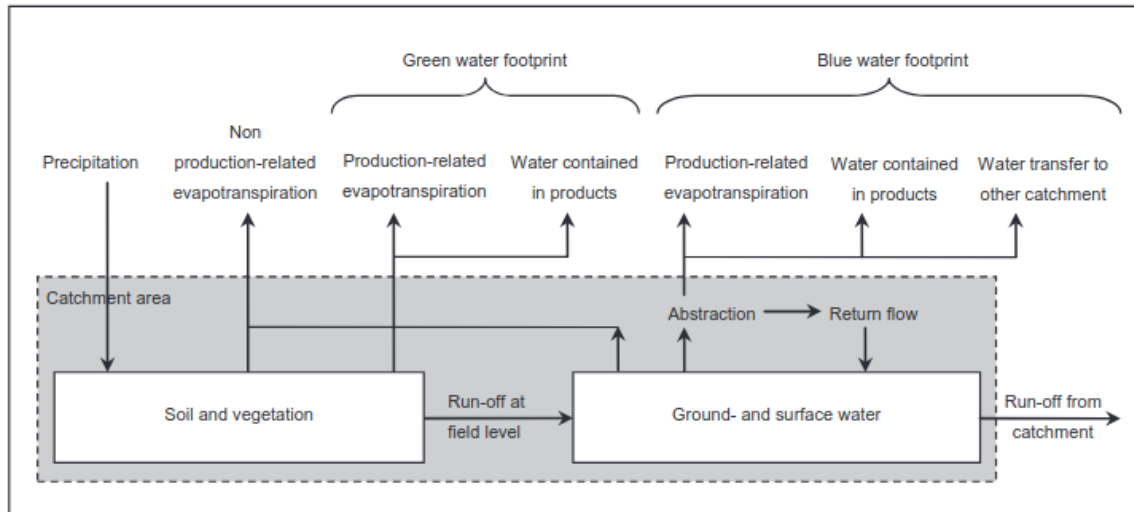 Green water footprint
Blue water footprint
Precipitation
Non
production-related
evapotranspiration
Production-related
evapotranspiration
Water contained
in products
Production-related
evapotranspiration
Water contained
in products
Water transfer to
other catchment
Catchment area
Abstraction
Return flow
Soil and vegetation
Run-off at
field level
Ground- and surface water
Run-off from
catchment